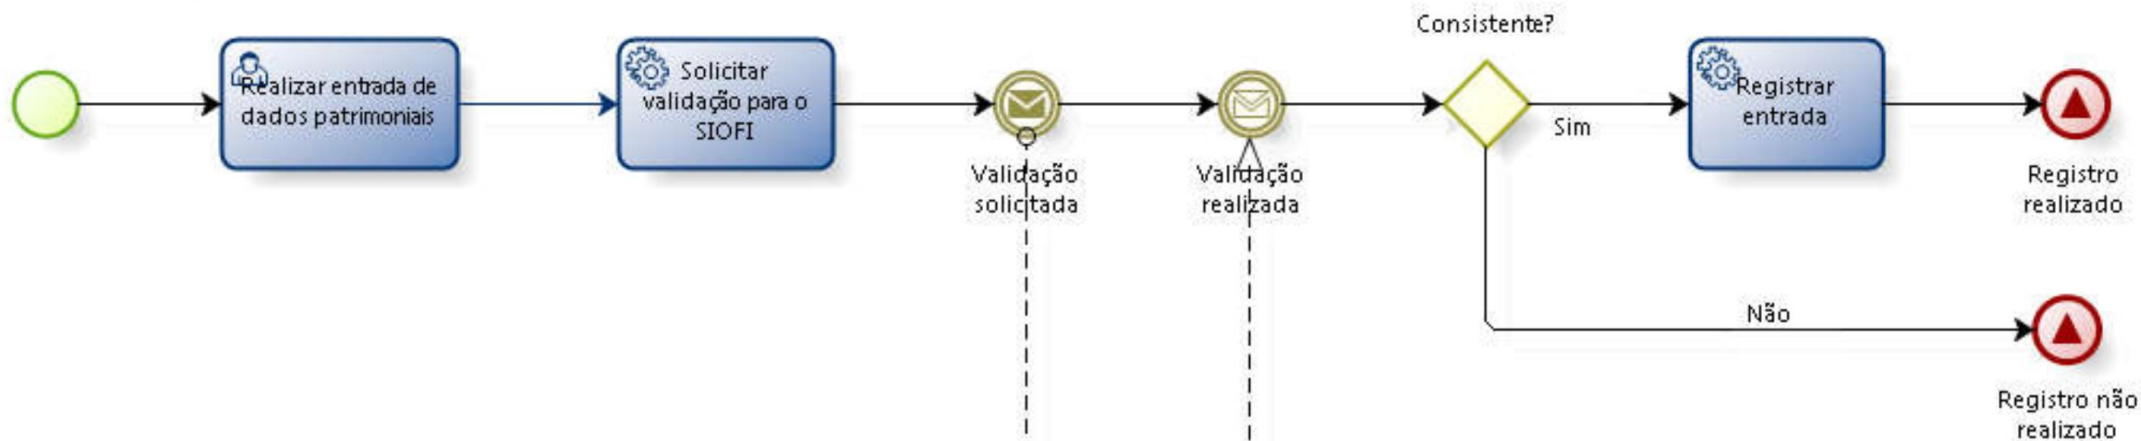 Realizar entrada de
dados patrimoniais
Solicitar
validação para o
SIOFI
Validação
solicitada
Validação
realizada
Consistente?
Sim
Registrar
entrada
Registro
realizado
Não
Registro não
realizado